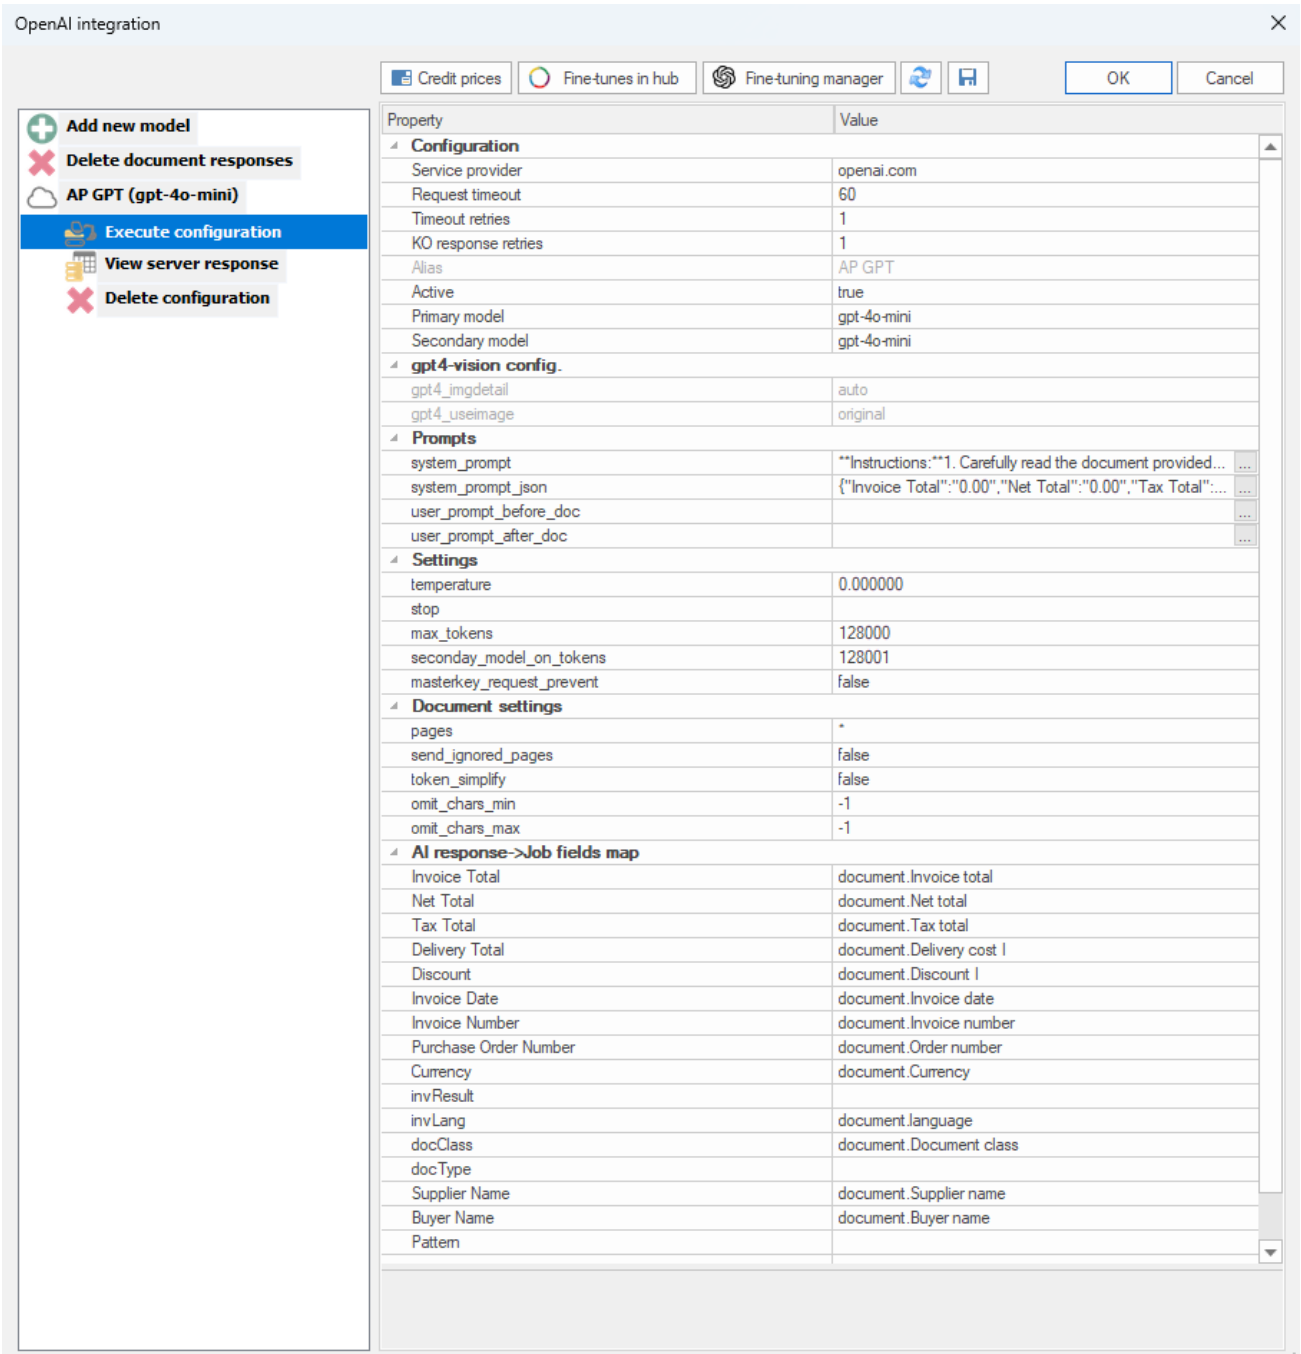 OpenAI integration
Credit prices Fine-tunes in hub Fine-tuning manager OK Cancel
Add new model
Delete document responses
AP GPT (gpt-4o-mini)
Execute configuration
View server response
Delete configuration
Property Value
Configuration
Service provider openai.com
Request timeout 60
Timeout retries 1
KO response retries 1
Alias AP GPT
Active true
Primary model gpt-4o-mini
Secondary model gpt-4o-mini
gpt4-vision config.
gpt4_imgdetail auto
gpt4_useimage original
Prompts
system_prompt **Instructions:**1. Carefully read the document provided... ...
system_prompt_json {"Invoice Total":"0.00","Net Total":"0.00","Tax Total":... ...
user_prompt_before_doc ...
user_prompt_after_doc ...
Settings
temperature 0.000000
stop
max_tokens 128000
seconday_model_on_tokens 128001
masterkey_request_prevent false
Document settings
pages *
send_ignored_pages false
token_simplify false
omit_chars_min -1
omit_chars_max -1
AI response->Job fields map
Invoice Total document.Invoice total
Net Total document.Net total
Tax Total document.Tax total
Delivery Total document.Delivery cost I
Discount document.Discount I
Invoice Date document.Invoice date
Invoice Number document.Invoice number
Purchase Order Number document.Order number
Currency document.Currency
invResult
invLang document.language
docClass document.Document class
docType
Supplier Name document.Supplier name
Buyer Name document.Buyer name
Pattern